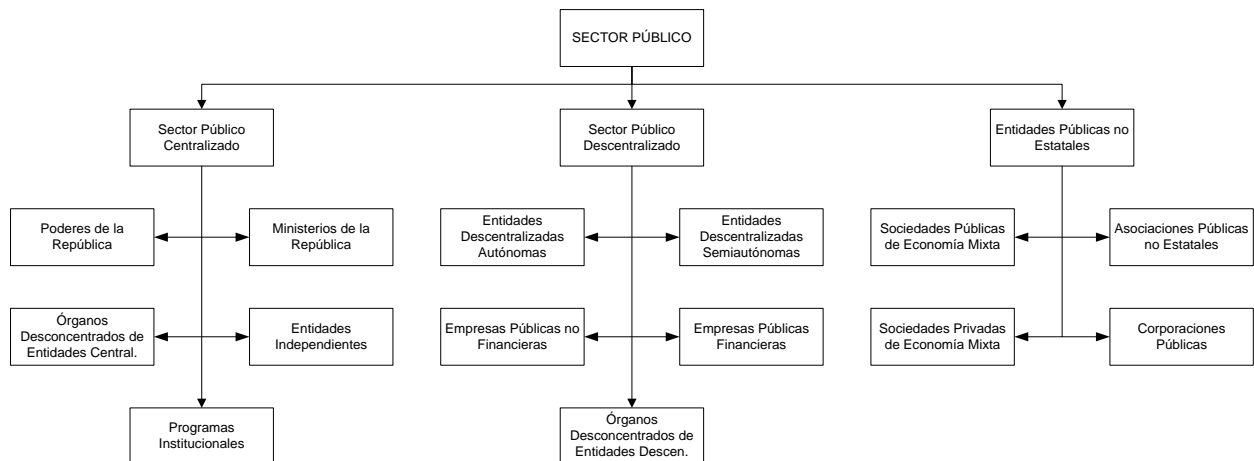 SECTOR PÚBLICO
Sector Público
Centralizado
Sector Público
Descentralizado
Entidades Públicas no
Estatales
Poderes de la
República
Ministerios de la
República
Entidades
Descentralizadas
Autónomas
Entidades
Descentralizadas
Semiautónomas
Sociedades Públicas
de Economía Mixta
Asociaciones Públicas
no Estatales
Órganos
Desconcentrados de
Entidades Central.
Entidades
Independientes
Empresas Públicas no
Financieras
Empresas Públicas
Financieras
Sociedades Privadas
de Economía Mixta
Corporaciones
Públicas
Programas
Institucionales
Órganos
Desconcentrados de
Entidades Descen.